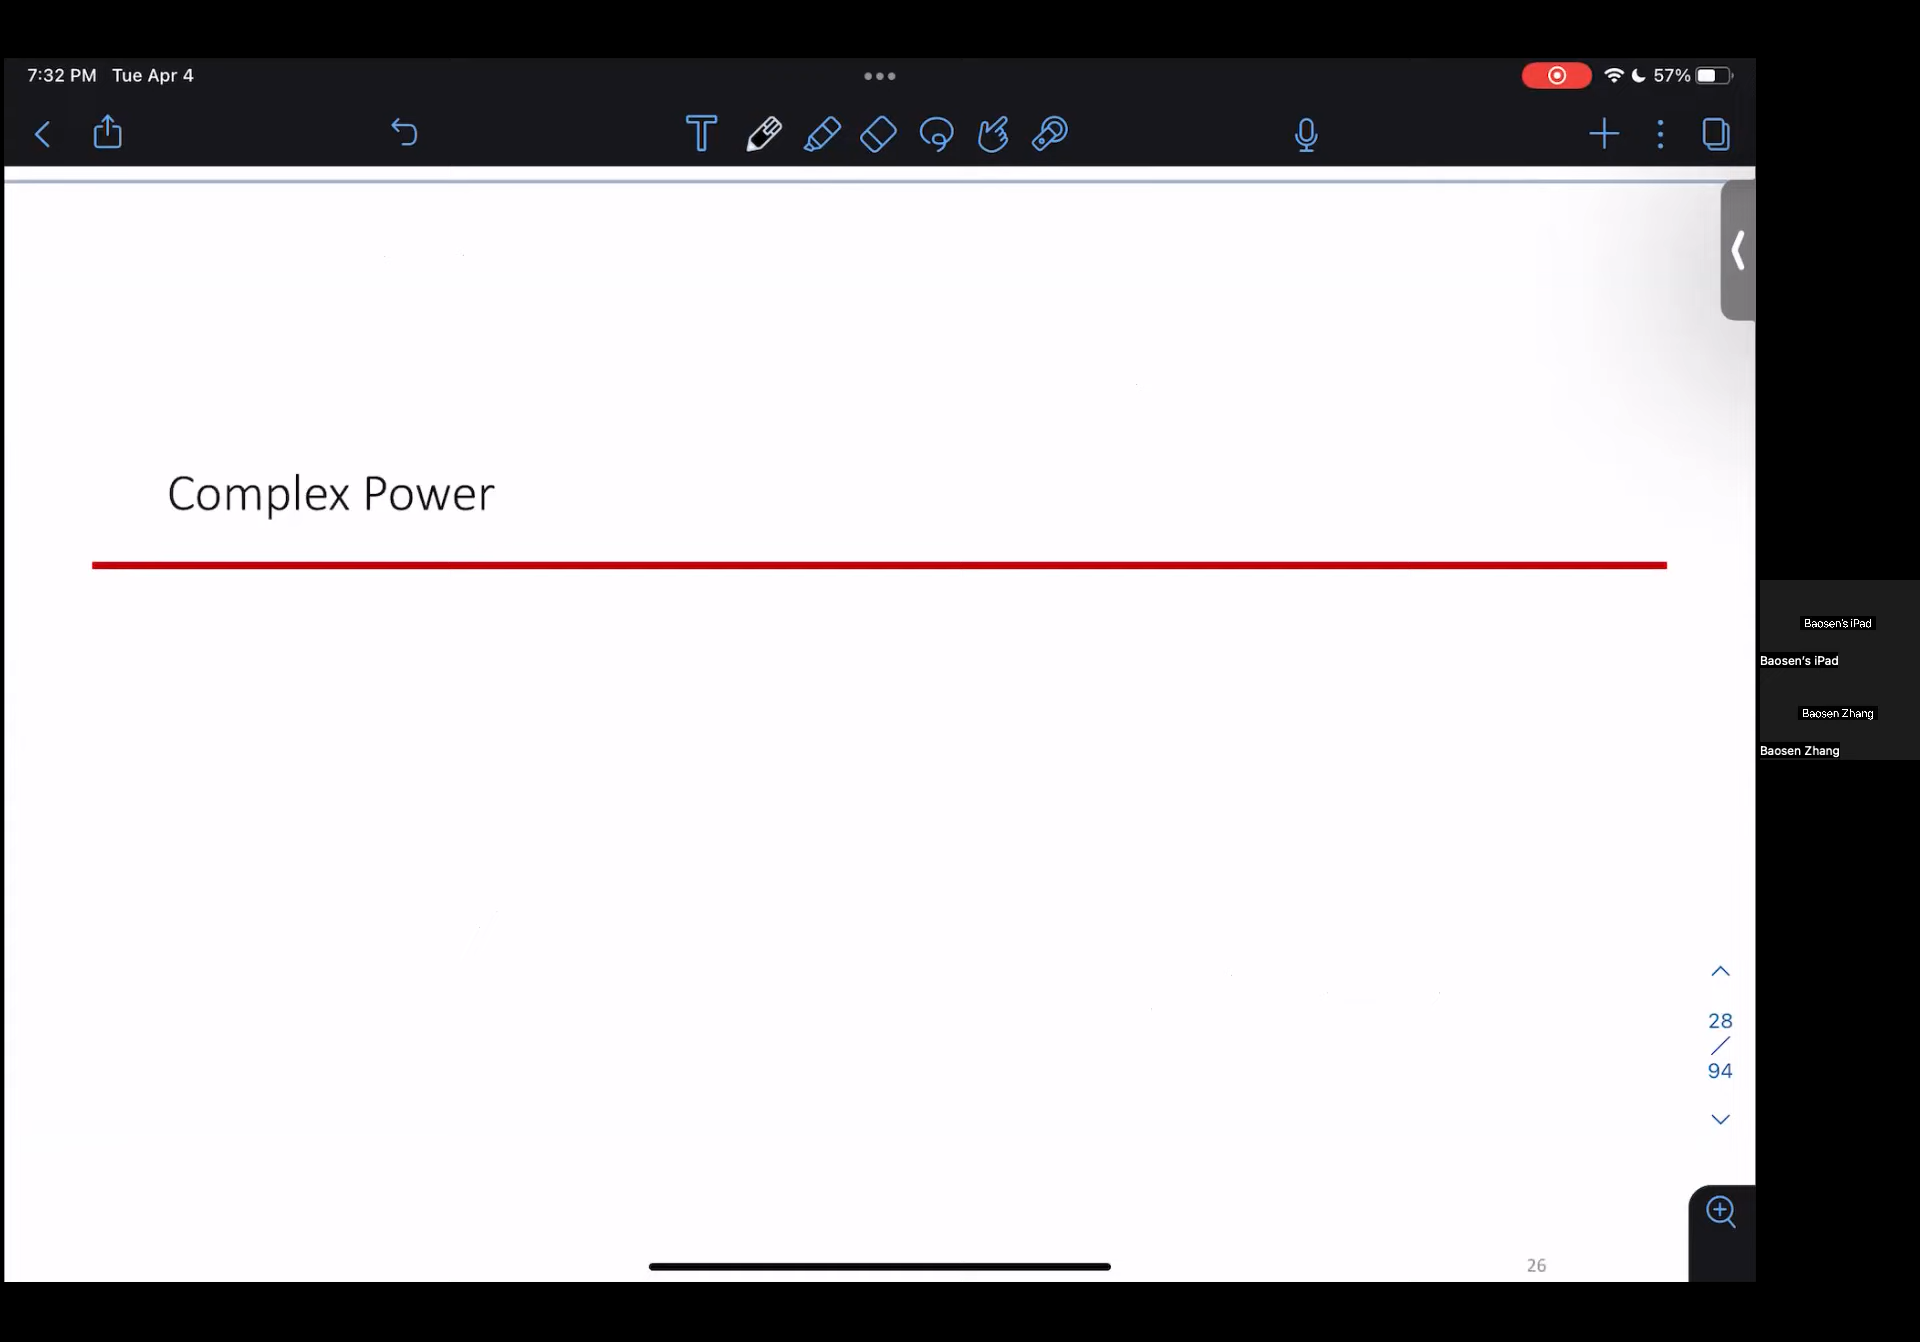 7:32 PM Tue Apr 4
57%
Complex Power
Baosen's iPad
Baosen's iPad
Baosen Zhang
Baosen Zhang
28
94
26